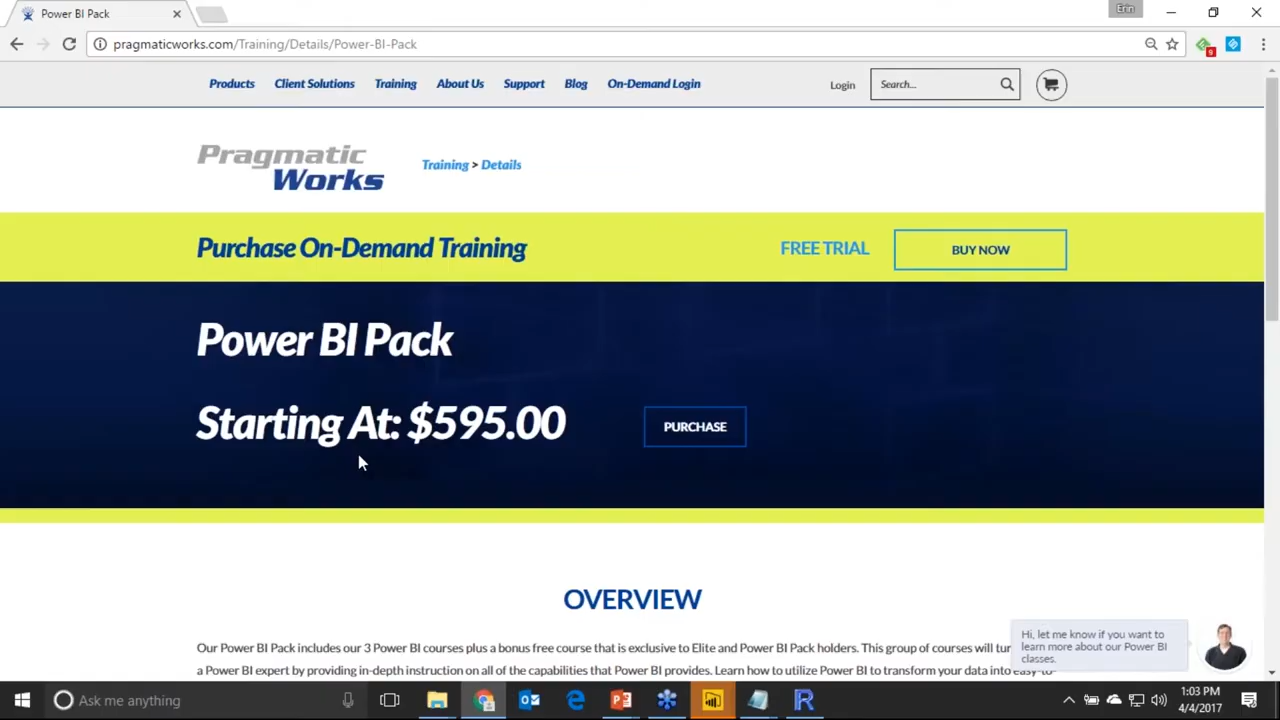 Power BI Pack
Erin
pragmaticworks.com/Training/Details/Power-BI-Pack
9
Products Client Solutions Training About Us Support Blog On-Demand Login Login Search...
Pragmatic
Works
Training > Details
Purchase On-Demand Training FREE TRIAL BUY NOW
Power BI Pack
Starting At: $595.00 PURCHASE
OVERVIEW
Our Power BI Pack includes our 3 Power BI courses plus a bonus free course that is exclusive to Elite and Power BI Pack holders. This group of courses will
a Power BI expert by providing in-depth instruction on all of the capabilities that Power BI provides. Learn how to utilize Power BI to transform your data into
Hi, let me know if you want to
learn more about our Power BI
classes.
Ask me anything
1:03 PM
4/4/2017